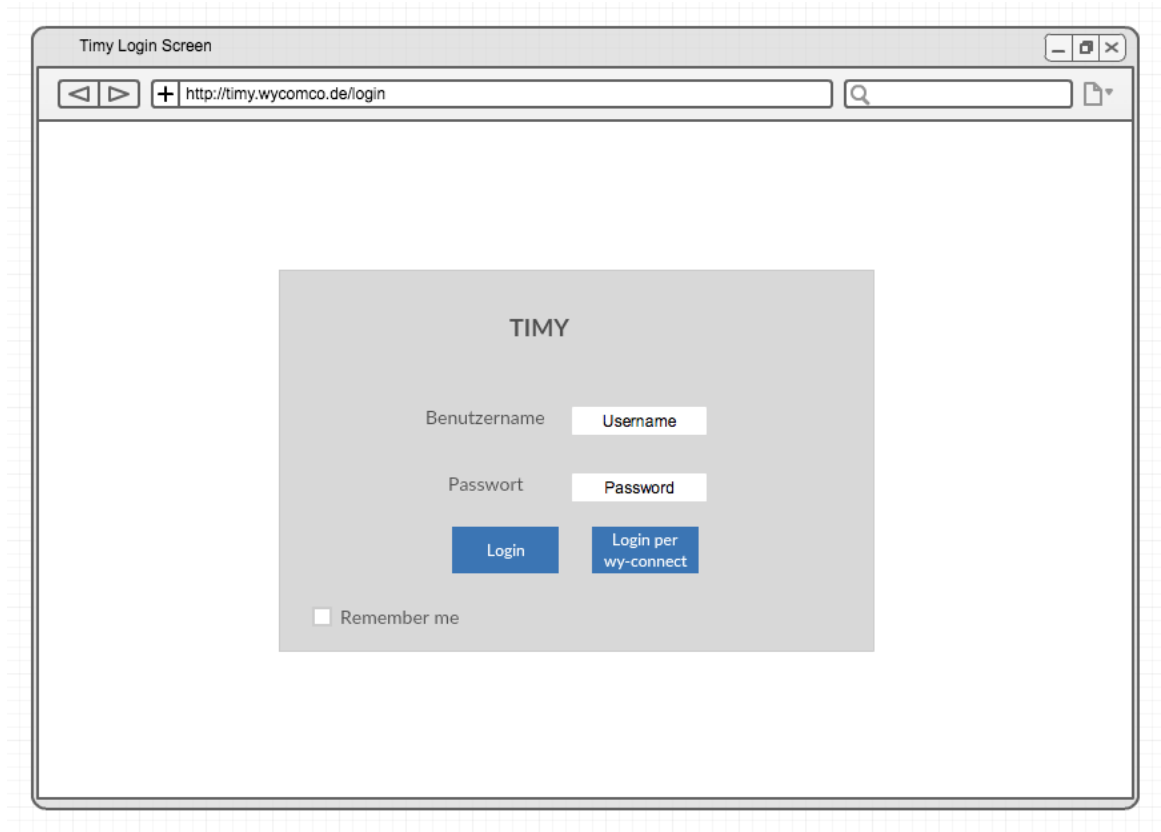 Timy Login Screen
http://timy.wycomco.de/login
TIMY
Benutzername
Username
Passwort
Password
Login
Login per
wy-connect
Remember me